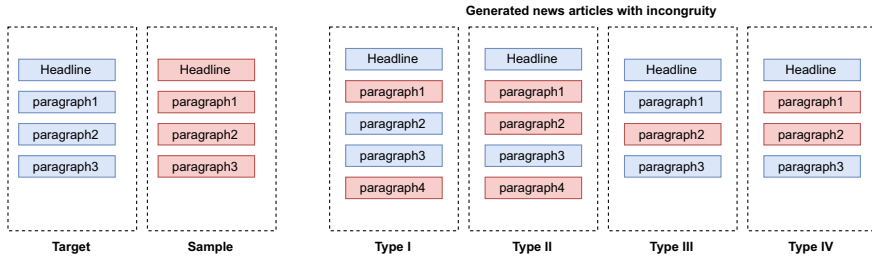 Generated news articles with incongruity
Headline
paragraph1
paragraph2
paragraph3
Target
Headline
paragraph1
paragraph2
paragraph3
Sample
Headline
paragraph1
paragraph2
paragraph3
paragraph4
Type I
Headline
paragraph1
paragraph2
paragraph3
paragraph4
Type II
Headline
paragraph1
paragraph2
paragraph3
Type III
Headline
paragraph1
paragraph2
paragraph3
Type IV